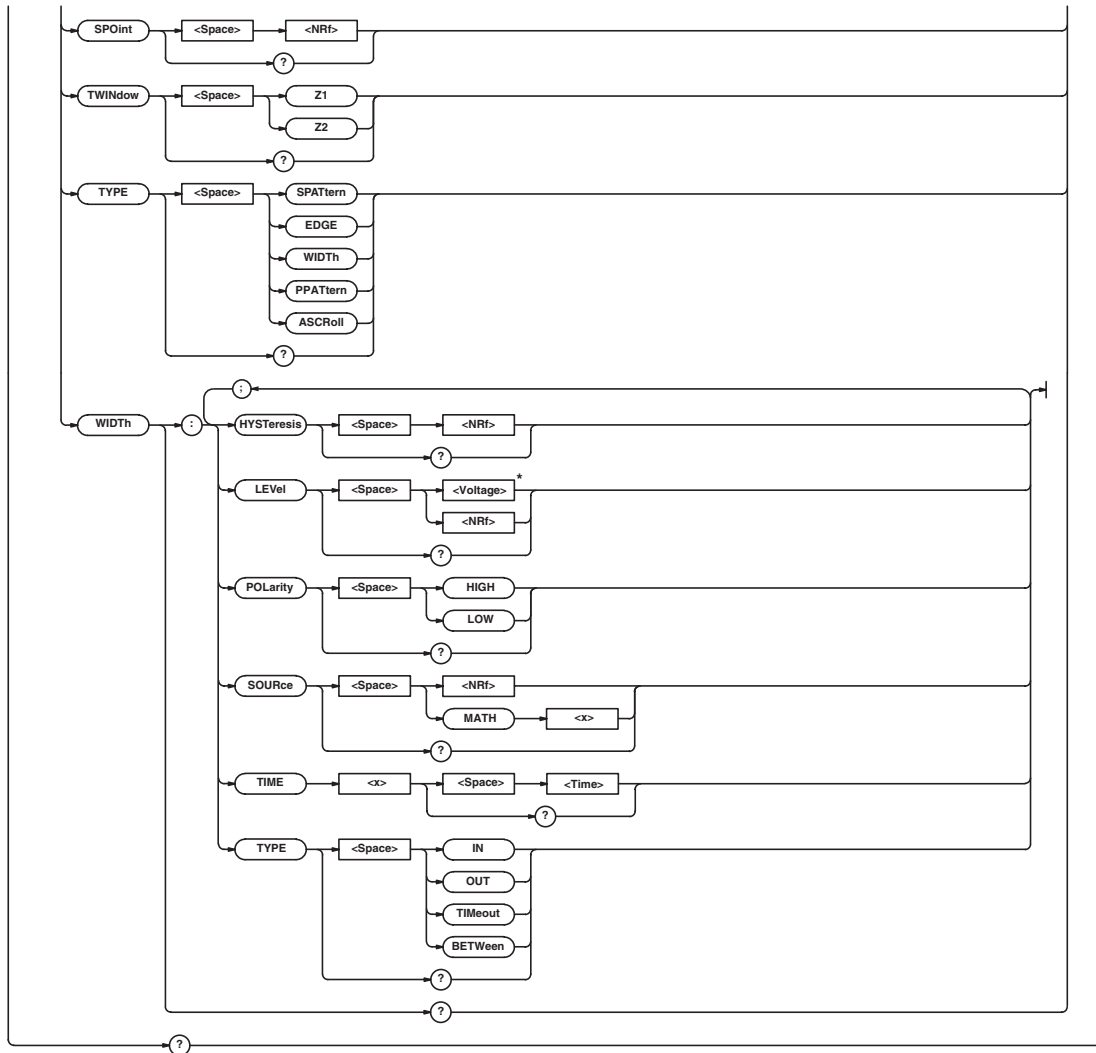 SPOint <Space> <NRf>
?
TWINdow <Space> Z1
Z2
?
TYPE <Space> SPATtern
EDGE
WIDTh
PPATtern
ASCRoll
?
;
WIDTh : HYSTeresis <Space> <NRf>
?
LEVel <Space> <Voltage> *
<NRf>
?
POLarity <Space> HIGH
LOW
?
SOURce <Space> <NRf>
MATH <x>
?
TIME <x> <Space> <Time>
?
TYPE <Space> IN
OUT
TIMeout
BETWeen
?
?
?